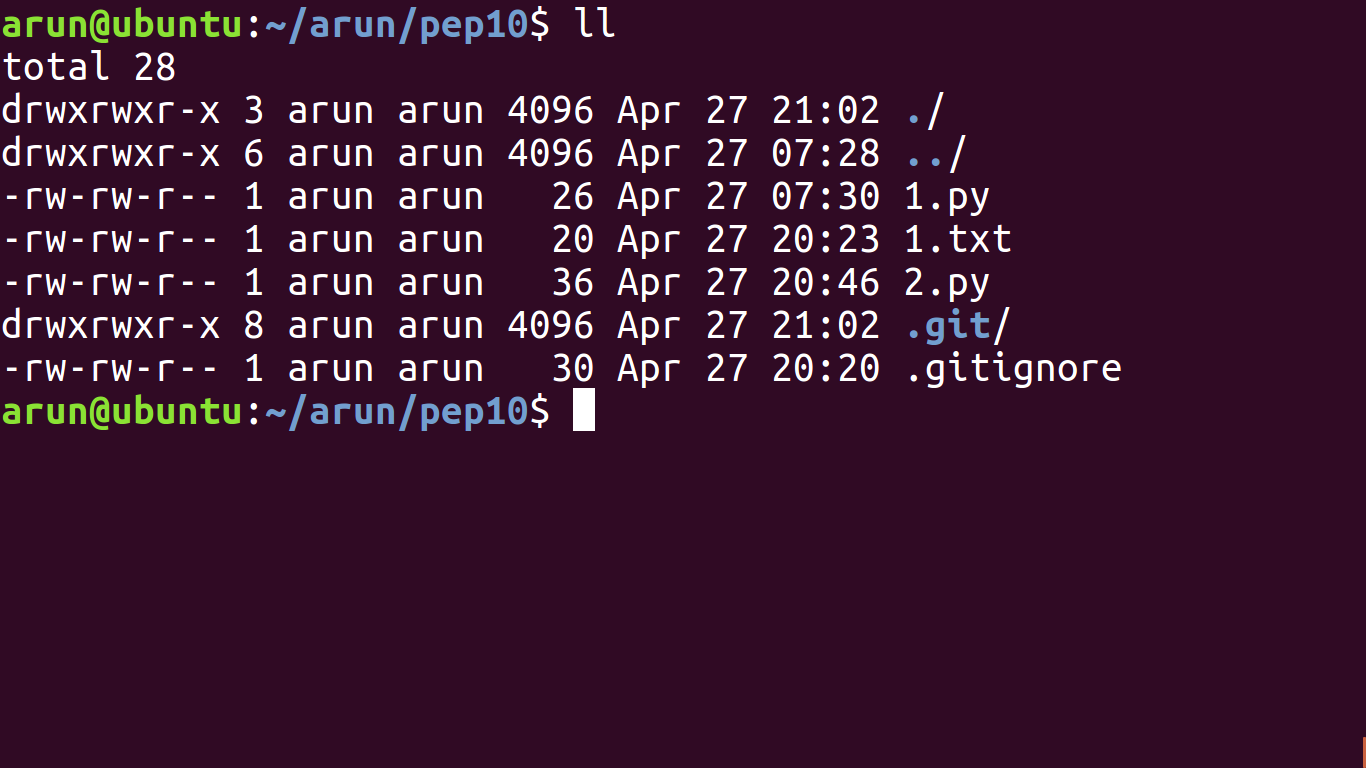 arun@ubuntu:~/arun/pep10$ ll
total 28
drwxrwxr-x 3 arun arun 4096 Apr 27 21:02 ./
drwxrwxr-x 6 arun arun 4096 Apr 27 07:28 ../
-rw-rw-r-- 1 arun arun   26 Apr 27 07:30 1.py
-rw-rw-r-- 1 arun arun   20 Apr 27 20:23 1.txt
-rw-rw-r-- 1 arun arun   36 Apr 27 20:46 2.py
drwxrwxr-x 8 arun arun 4096 Apr 27 21:02 .git/
-rw-rw-r-- 1 arun arun   30 Apr 27 20:20 .gitignore
arun@ubuntu:~/arun/pep10$